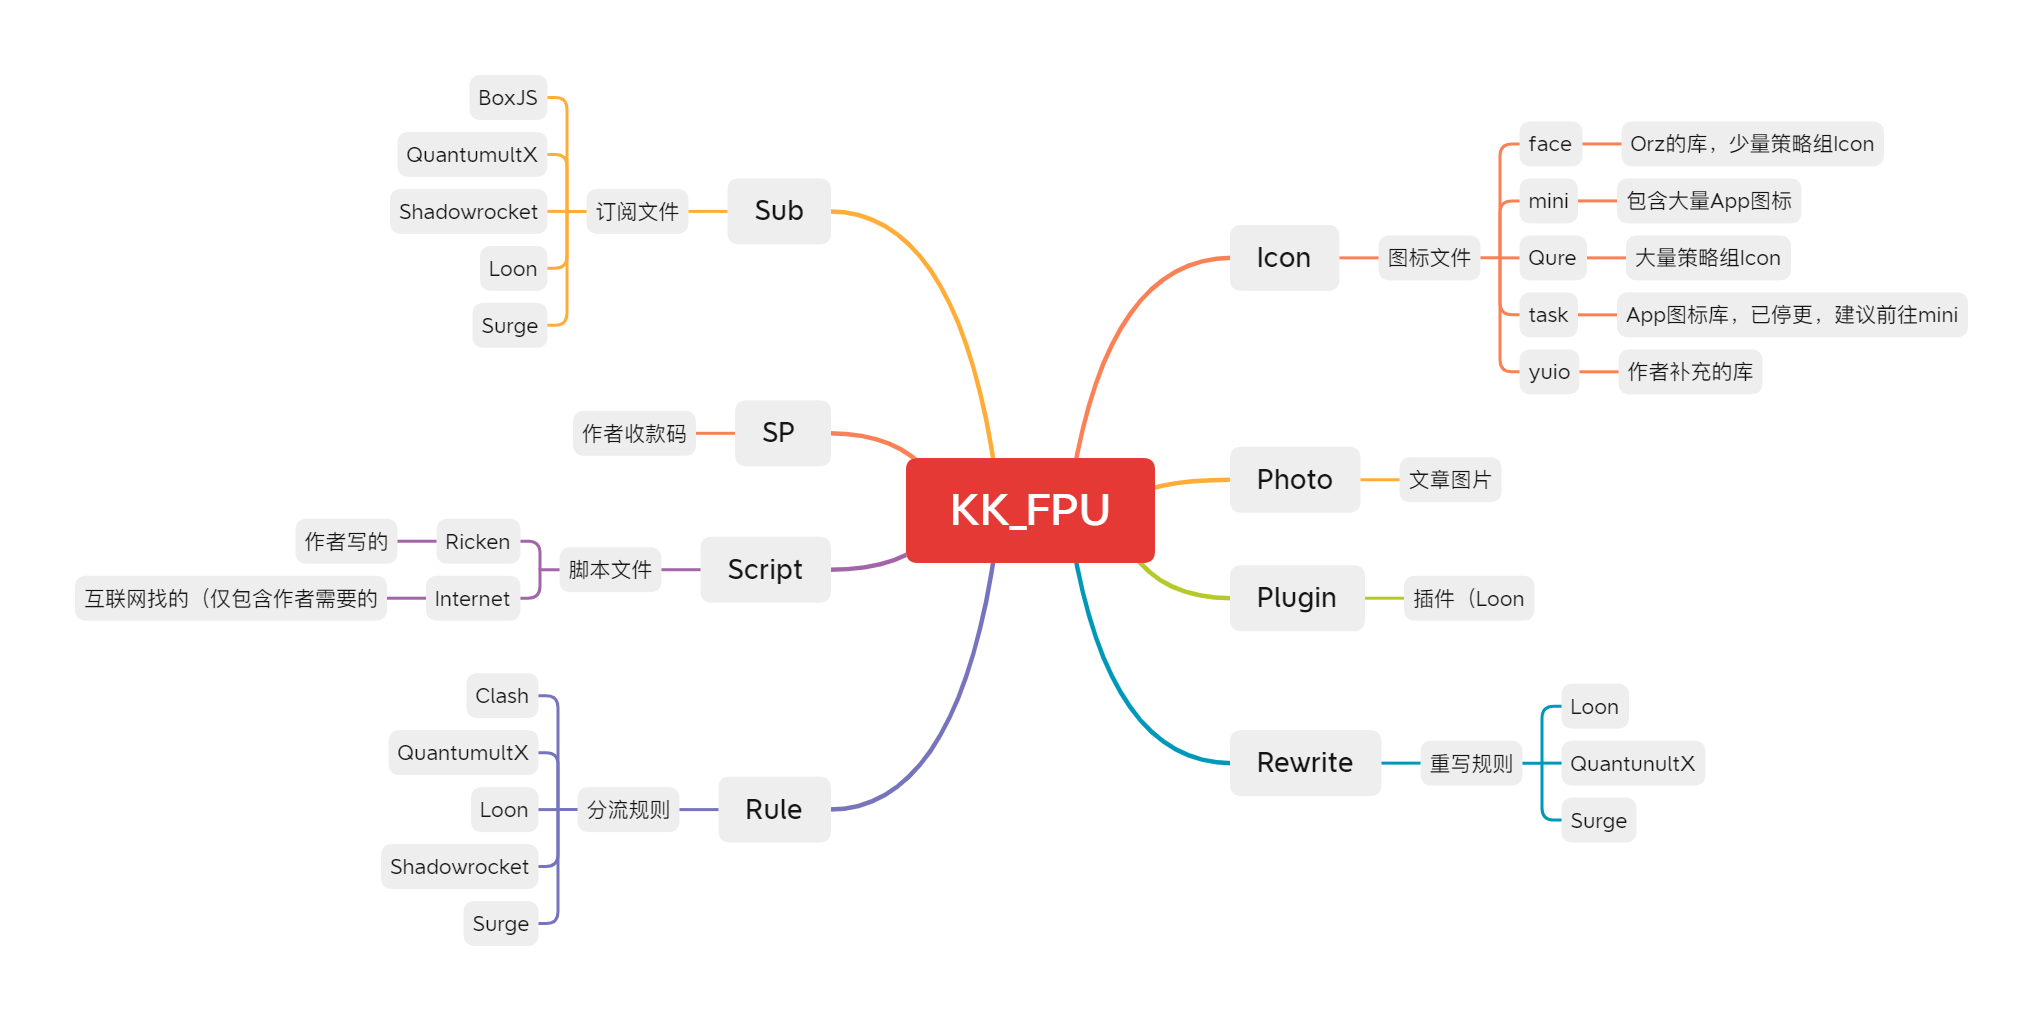 KK_FPU
Icon
图标文件
face
Orz的库，少量策略组Icon
mini
包含大量App图标
Qure
大量策略组Icon
task
App图标库，已停更，建议前往mini
yuio
作者补充的库
Photo
文章图片
Plugin
插件（Loon
Rewrite
重写规则
Loon
QuantunultX
Surge
Sub
订阅文件
BoxJS
QuantumultX
Shadowrocket
Loon
Surge
SP
作者收款码
Script
脚本文件
Ricken
作者写的
Internet
互联网找的（仅包含作者需要的
Rule
分流规则
Clash
QuantumultX
Loon
Shadowrocket
Surge